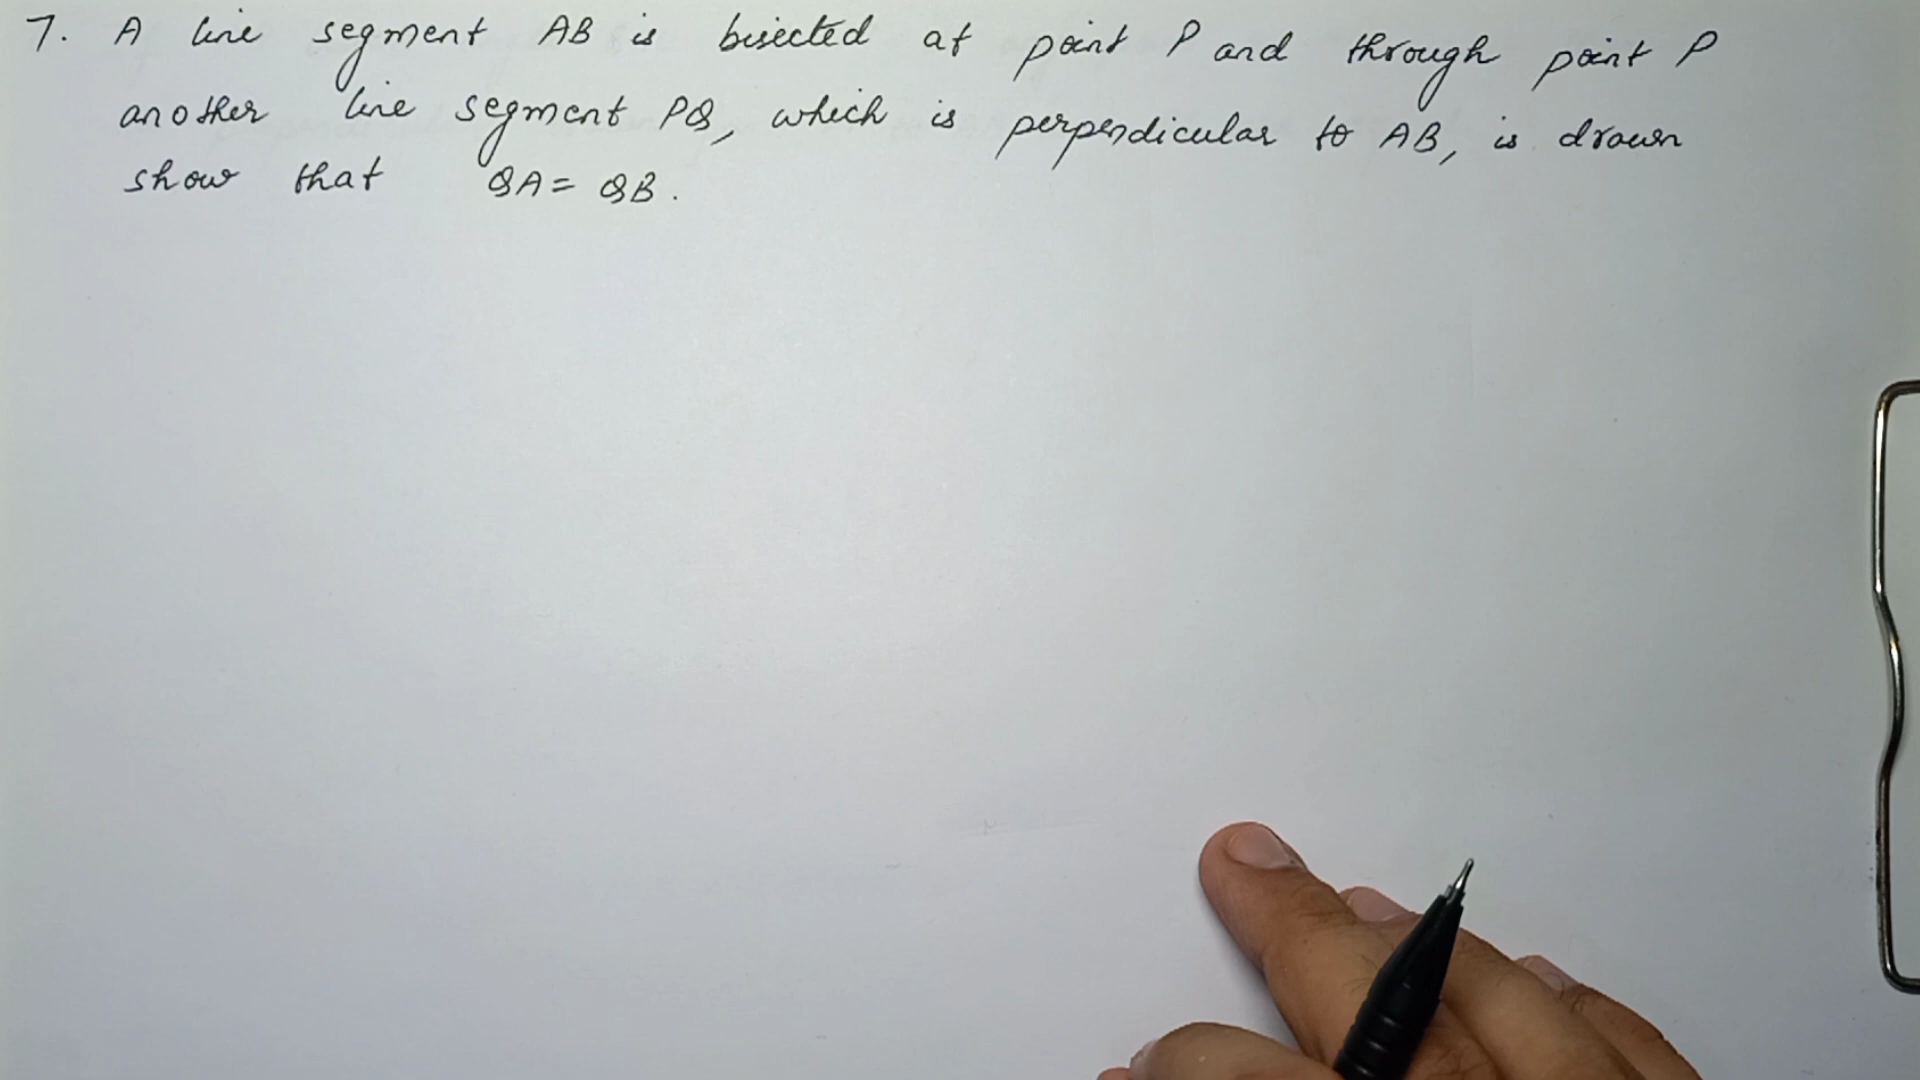 7. A line segment AB is bisected at point P and through point P
another line segment PQ, which is perpendicular to AB, is drawn
show that QA = QB.